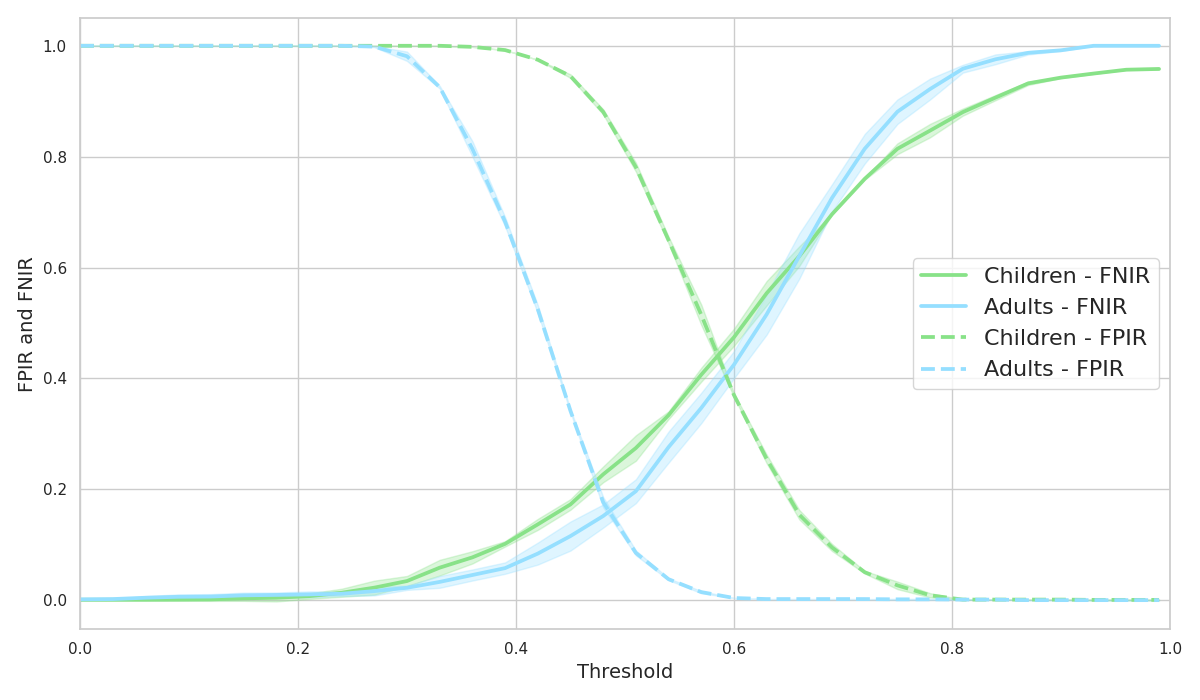 FPIR and FNIR
1.0
0.8
0.6
0.4
0.2
0.0
Children - FNIR
Adults - FNIR
Children - FPIR
Adults - FPIR
0.0 0.2 0.4 0.6 0.8 1.0
Threshold